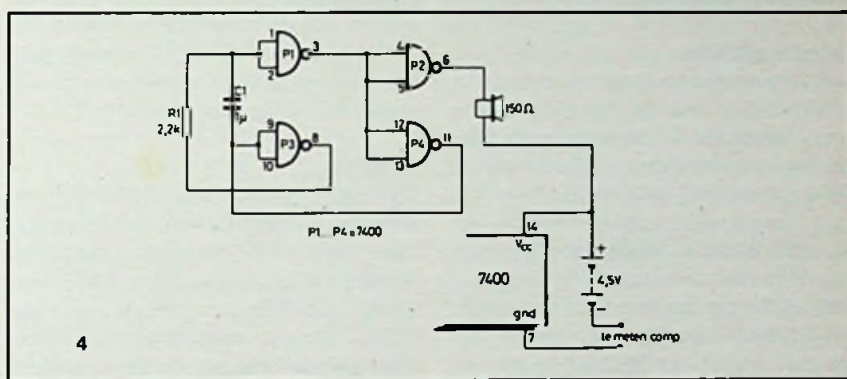 1
2
P1
3
4
5
P2
6
150Ω
R1
2,2k
C1
1μ
9
10
P3
8
12
13
P4
11
P1...P4 = 7400
14
Vcc
7400
gnd
7
+
4,5V
−
te meten comp
4